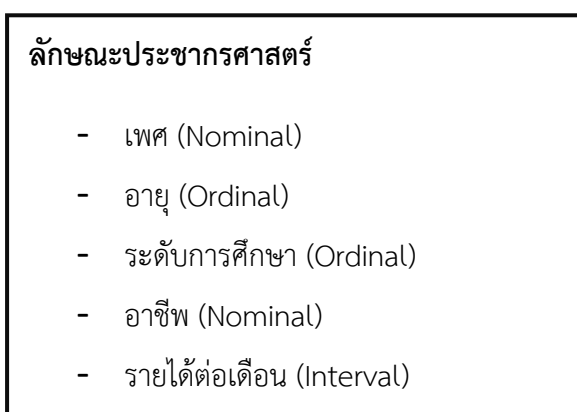 ลักษณะประชากรศาสตร์
- เพศ (Nominal)
- อายุ (Ordinal)
- ระดับการศึกษา (Ordinal)
- อาชีพ (Nominal)
- รายได้ต่อเดือน (Interval)